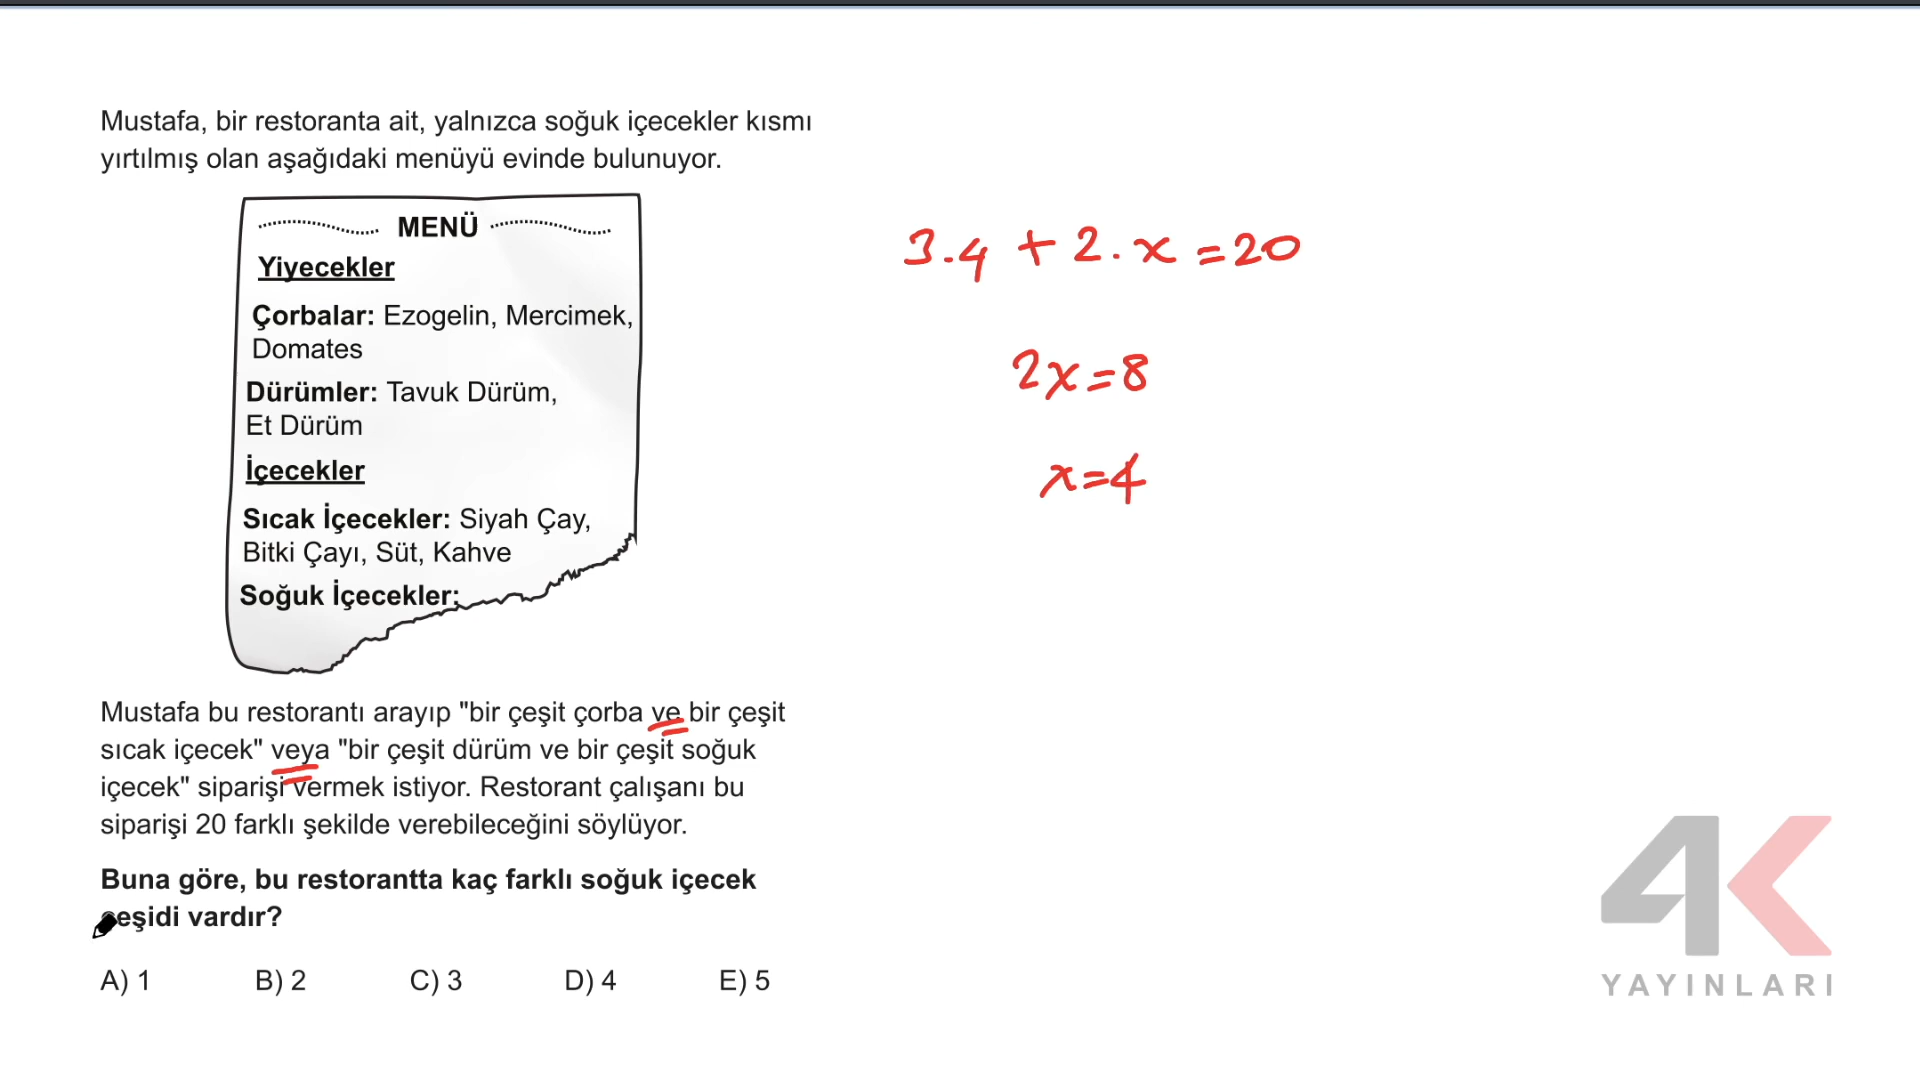 Mustafa, bir restoranta ait, yalnızca soğuk içecekler kısmı
yırtılmış olan aşağıdaki menüyü evinde bulunuyor.
MENÜ
Yiyecekler
Çorbalar: Ezogelin, Mercimek,
Domates
Dürümler: Tavuk Dürüm,
Et Dürüm
İçecekler
Sıcak İçecekler: Siyah Çay,
Bitki Çayı, Süt, Kahve
Soğuk İçecekler:
Mustafa bu restorantı arayıp "bir çeşit çorba ve bir çeşit
sıcak içecek" veya "bir çeşit dürüm ve bir çeşit soğuk
içecek" siparişi vermek istiyor. Restorant çalışanı bu
siparişi 20 farklı şekilde verebileceğini söylüyor.
Buna göre, bu restorantta kaç farklı soğuk içecek
çeşidi vardır?
A) 1 B) 2 C) 3 D) 4 E) 5
3.4 + 2.x = 20
2x = 8
x = 4
4K
YAYINLARI